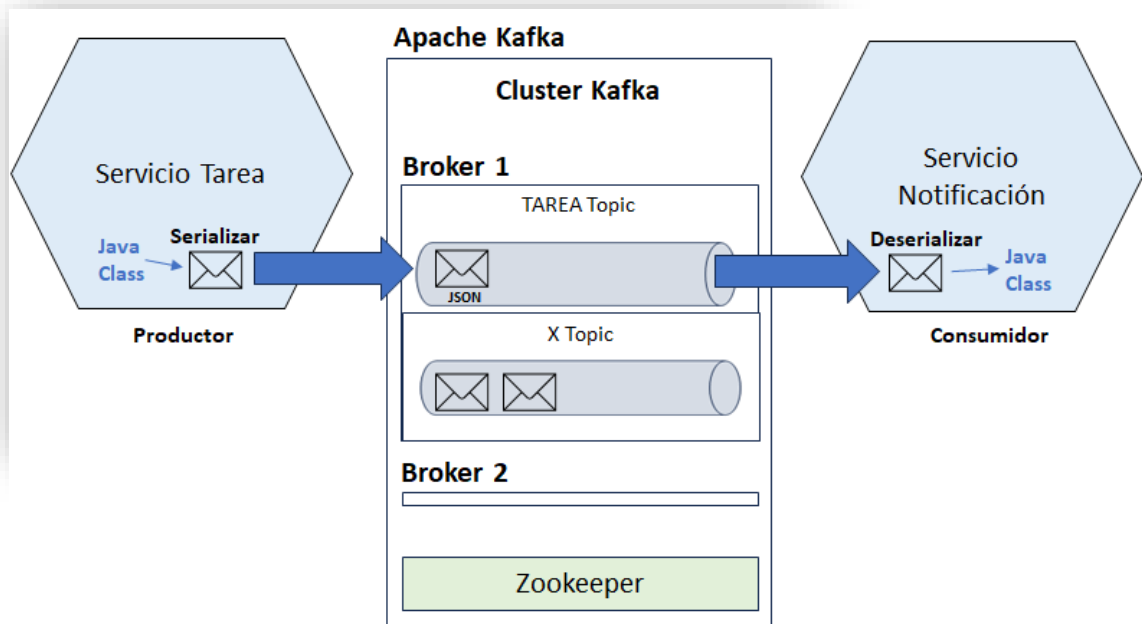 Apache Kafka
Cluster Kafka
Servicio Tarea
Serializar
Java
Class
Productor
Broker 1
TAREA Topic
JSON
X Topic
Broker 2
Zookeeper
Servicio
Notificación
Deserializar
Java
Class
Consumidor